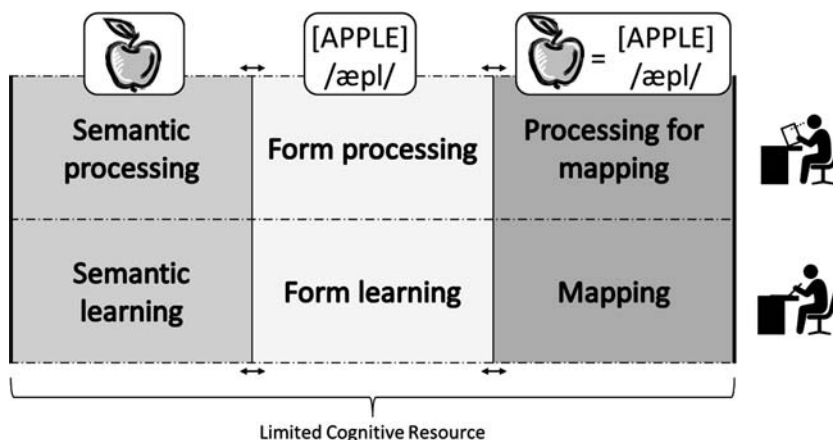 [APPLE]
/æpl/
= [APPLE]
/æpl/
Semantic
processing
Form processing
Processing for
mapping
Semantic
learning
Form learning
Mapping
Limited Cognitive Resource